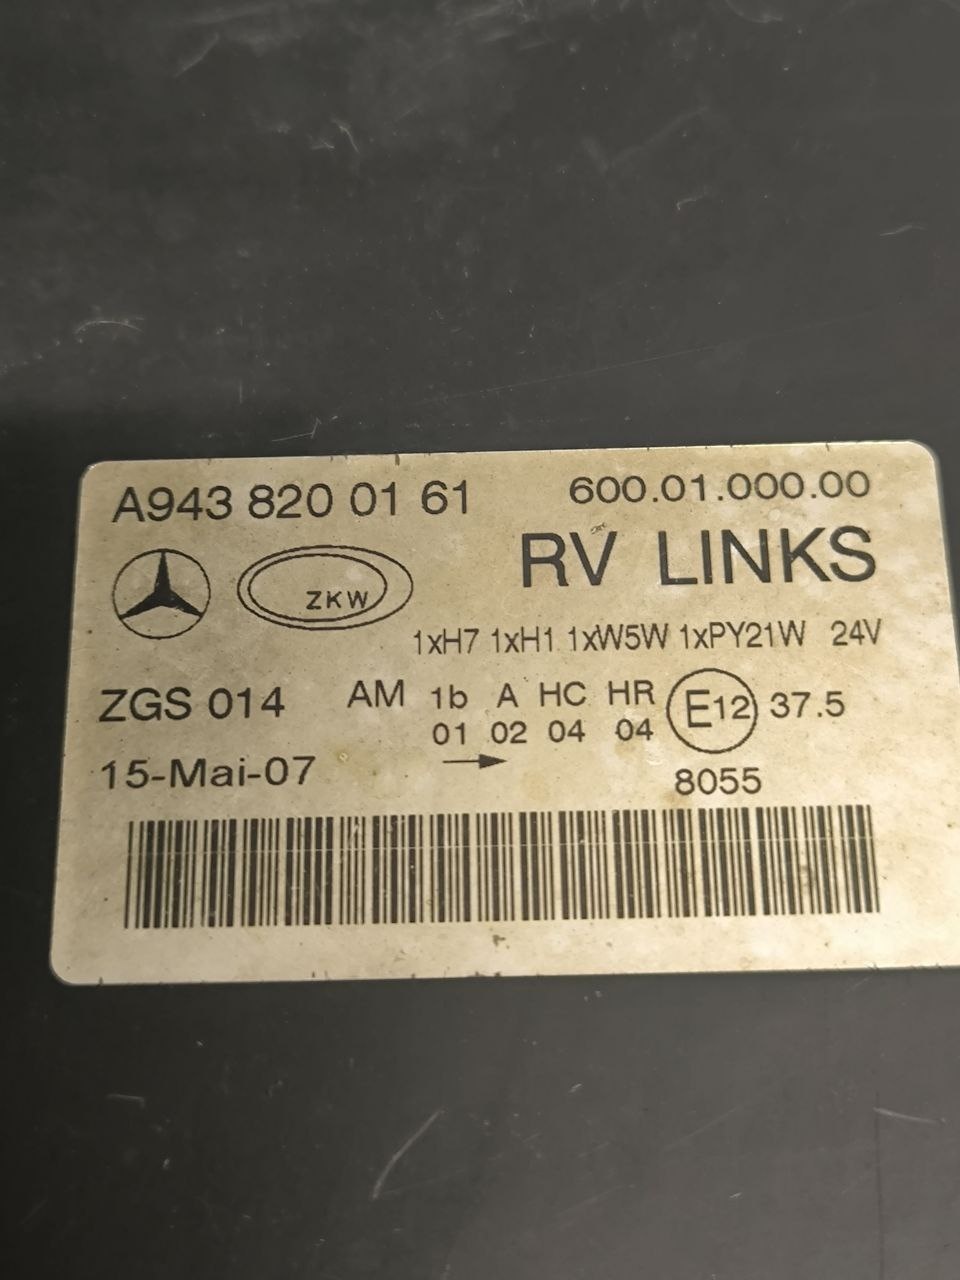 A943 820 01 61 600.01.000.00
RV LINKS
ZKW
1xH7 1xH1 1xW5W 1xPY21W 24V
ZGS 014 AM 1b A HC HR E12 37.5
01 02 04 04
15-Mai-07 → 8055